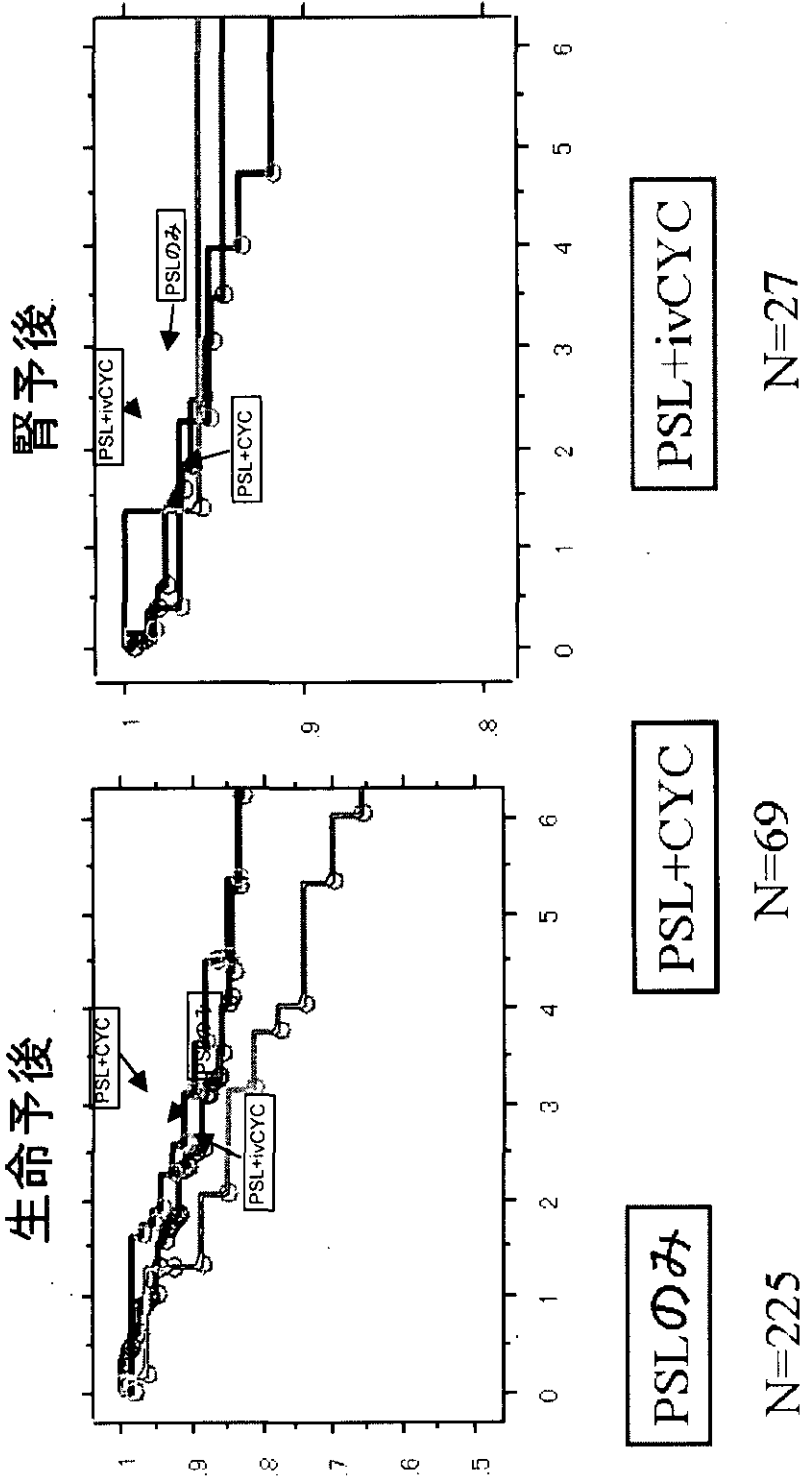 生命予後
1
.9
.8
.7
.6
.5
0
1
2
3
4
5
6
PSL+CYC
PSL+ivCYC
腎予後
1
.9
.8
0
1
2
3
4
5
6
PSL+ivCYC
PSLのみ
PSL+CYC
PSLのみ
N=225
PSL+CYC
N=69
PSL+ivCYC
N=27